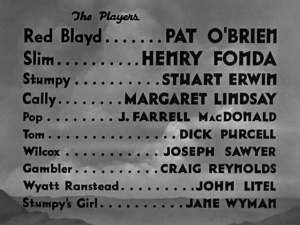 The Players
Red Blayd.......PAT O'BRIEN
Slim..........HENRY FONDA
Stumpy..........STUART ERWIN
Cally.......MARGARET LINDSAY
Pop.......J. FARRELL MacDONALD
Tom............DICK PURCELL
Wilcox.........JOSEPH SAWYER
Gambler........CRAIG REYNOLDS
Wyatt Ranstead.........JOHN LITEL
Stumpy's Girl........JANE WYMAN